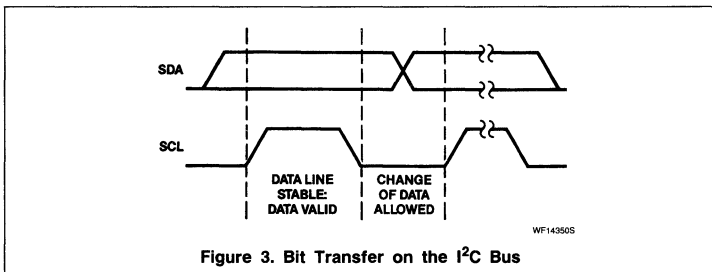 SDA
SCL
DATA LINE
STABLE:
DATA VALID
CHANGE
OF DATA
ALLOWED
WF14350S
Figure 3. Bit Transfer on the I²C Bus